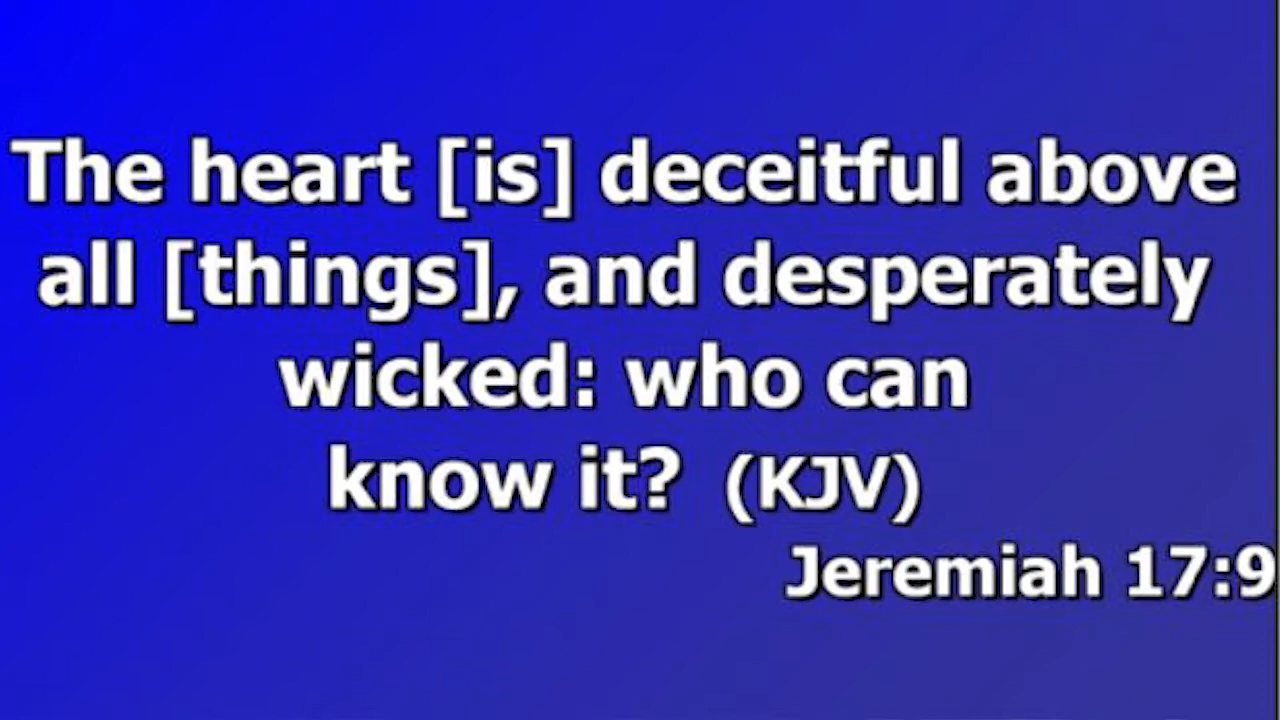 The heart [is] deceitful above
all [things], and desperately
wicked: who can
know it? (KJV)
Jeremiah 17:9